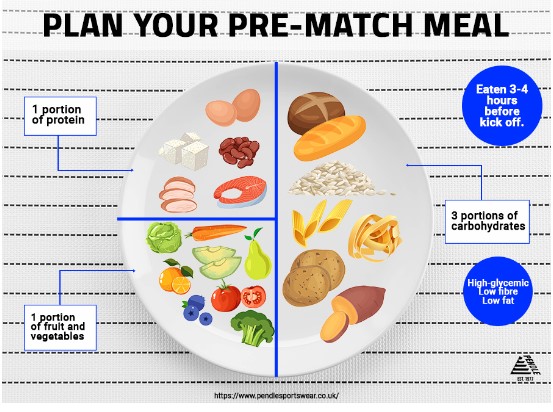 PLAN YOUR PRE-MATCH MEAL
1 portion
of protein
Eaten 3-4
hours
before
kick off.
3 portions of
carbohydrates
High-glycemic
Low fibre
Low fat
1 portion
of fruit and
vegetables
PENDLE
EST. 1977
https://www.pendlesportswear.co.uk/